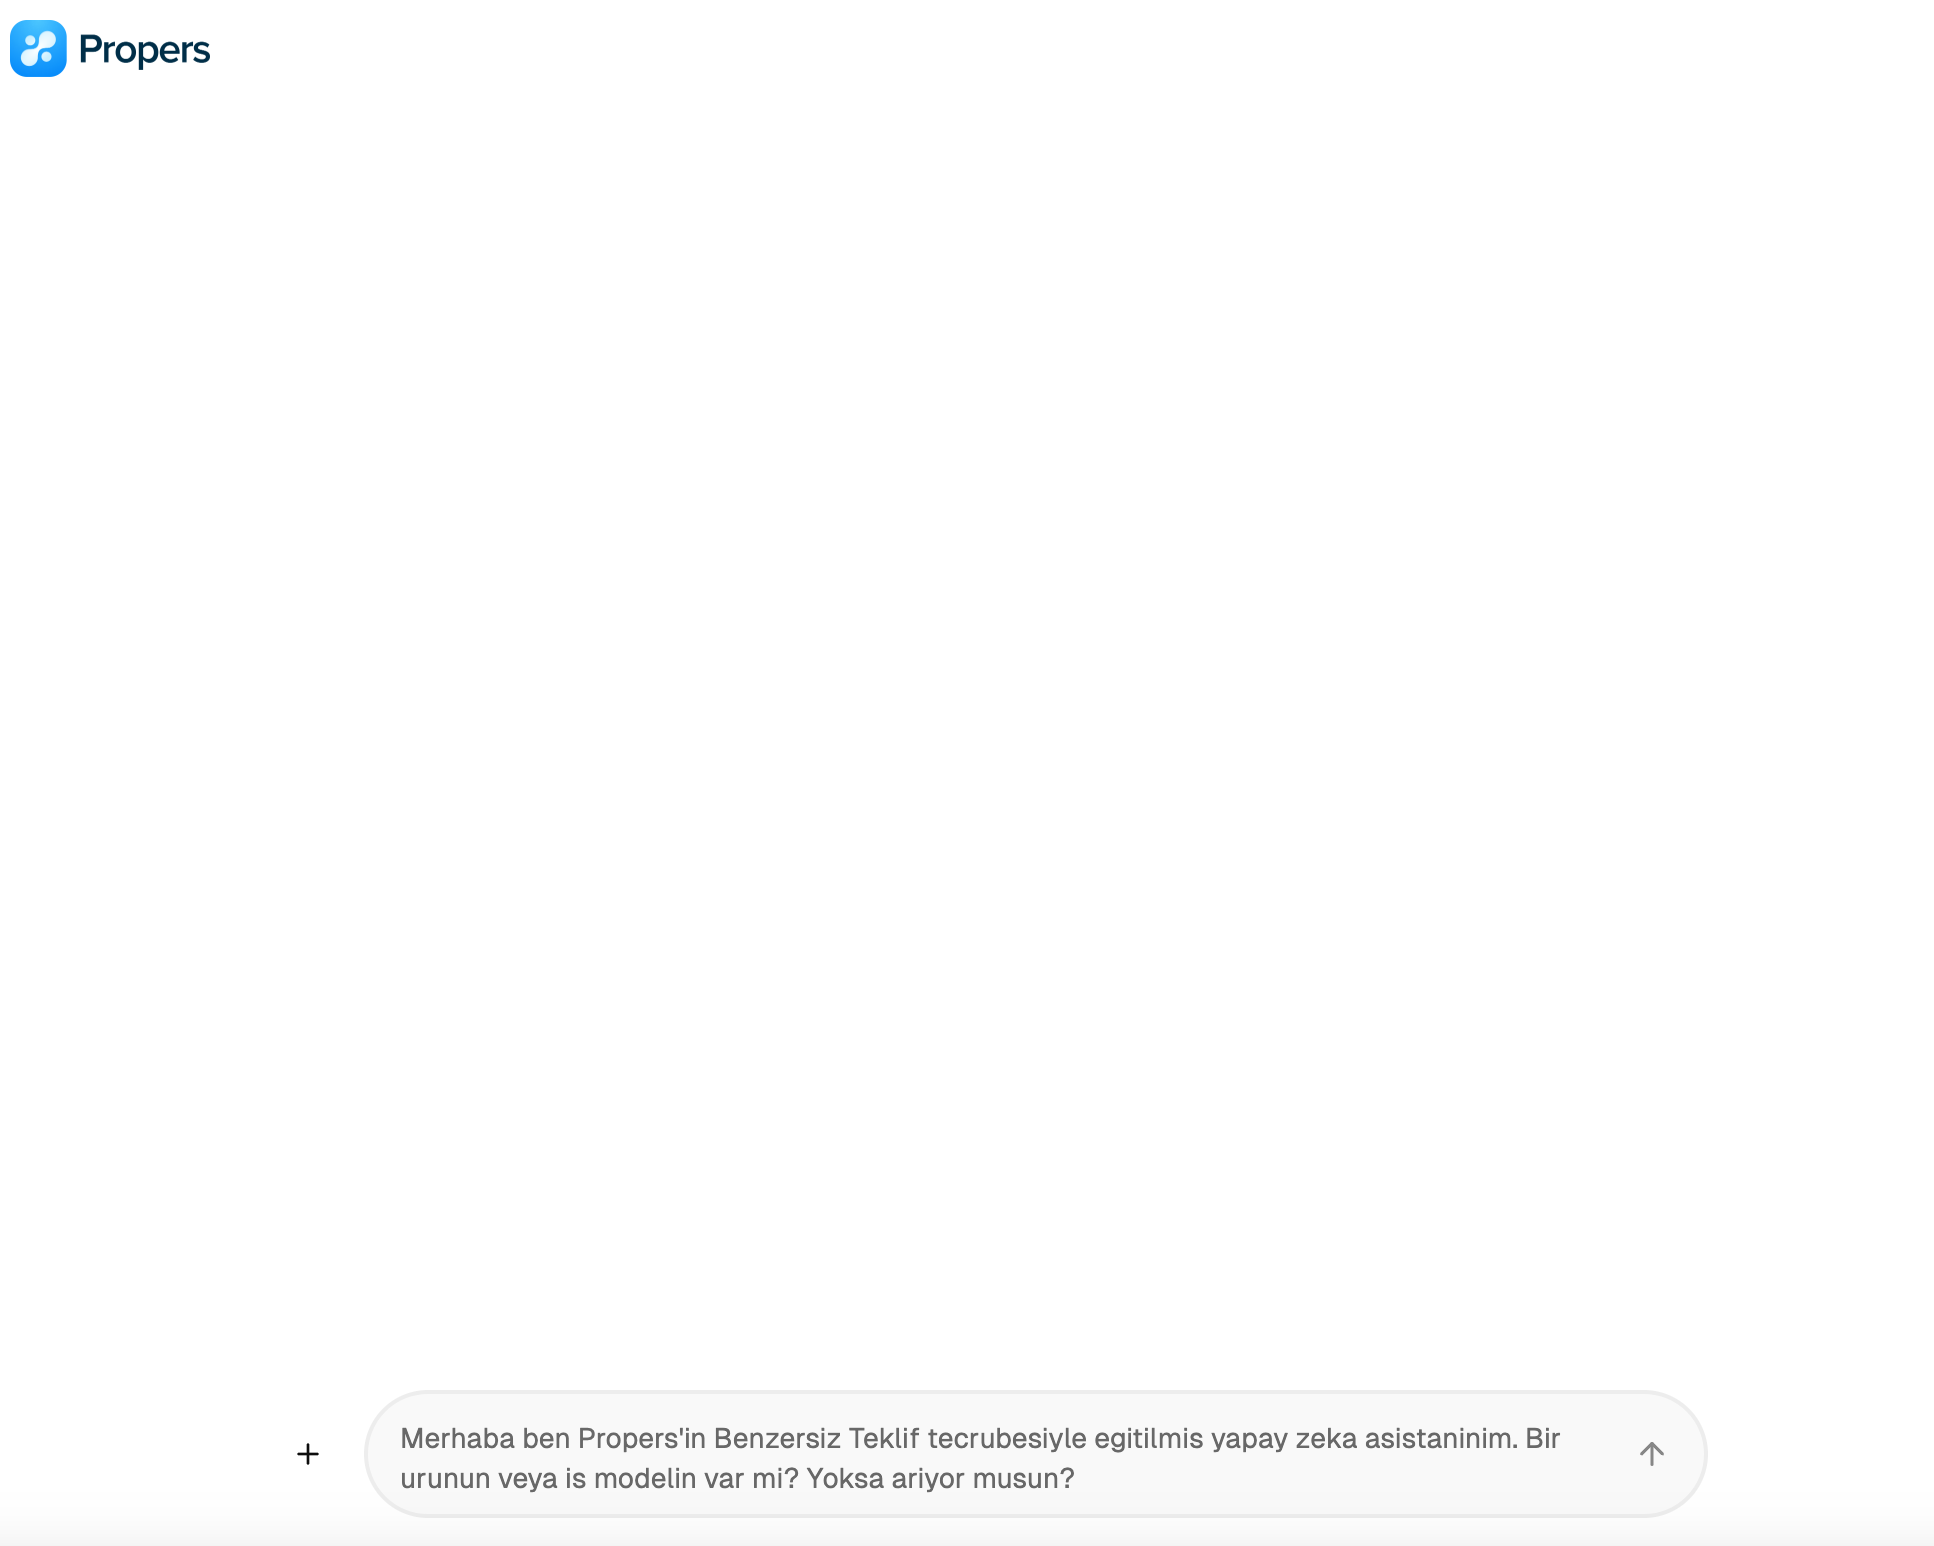 Propers
Merhaba ben Propers'in Benzersiz Teklif tecrubesiyle egitilmis yapay zeka asistaninim. Bir
urunun veya is modelin var mi? Yoksa ariyor musun?